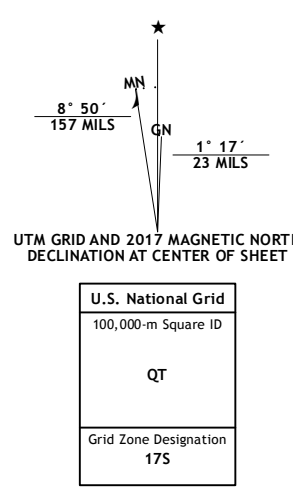 ★
MN
GN
8° 50´
157 MILS
1° 17´
23 MILS
UTM GRID AND 2017 MAGNETIC NORTH
DECLINATION AT CENTER OF SHEET
U.S. National Grid
100,000-m Square ID
QT
Grid Zone Designation
17S